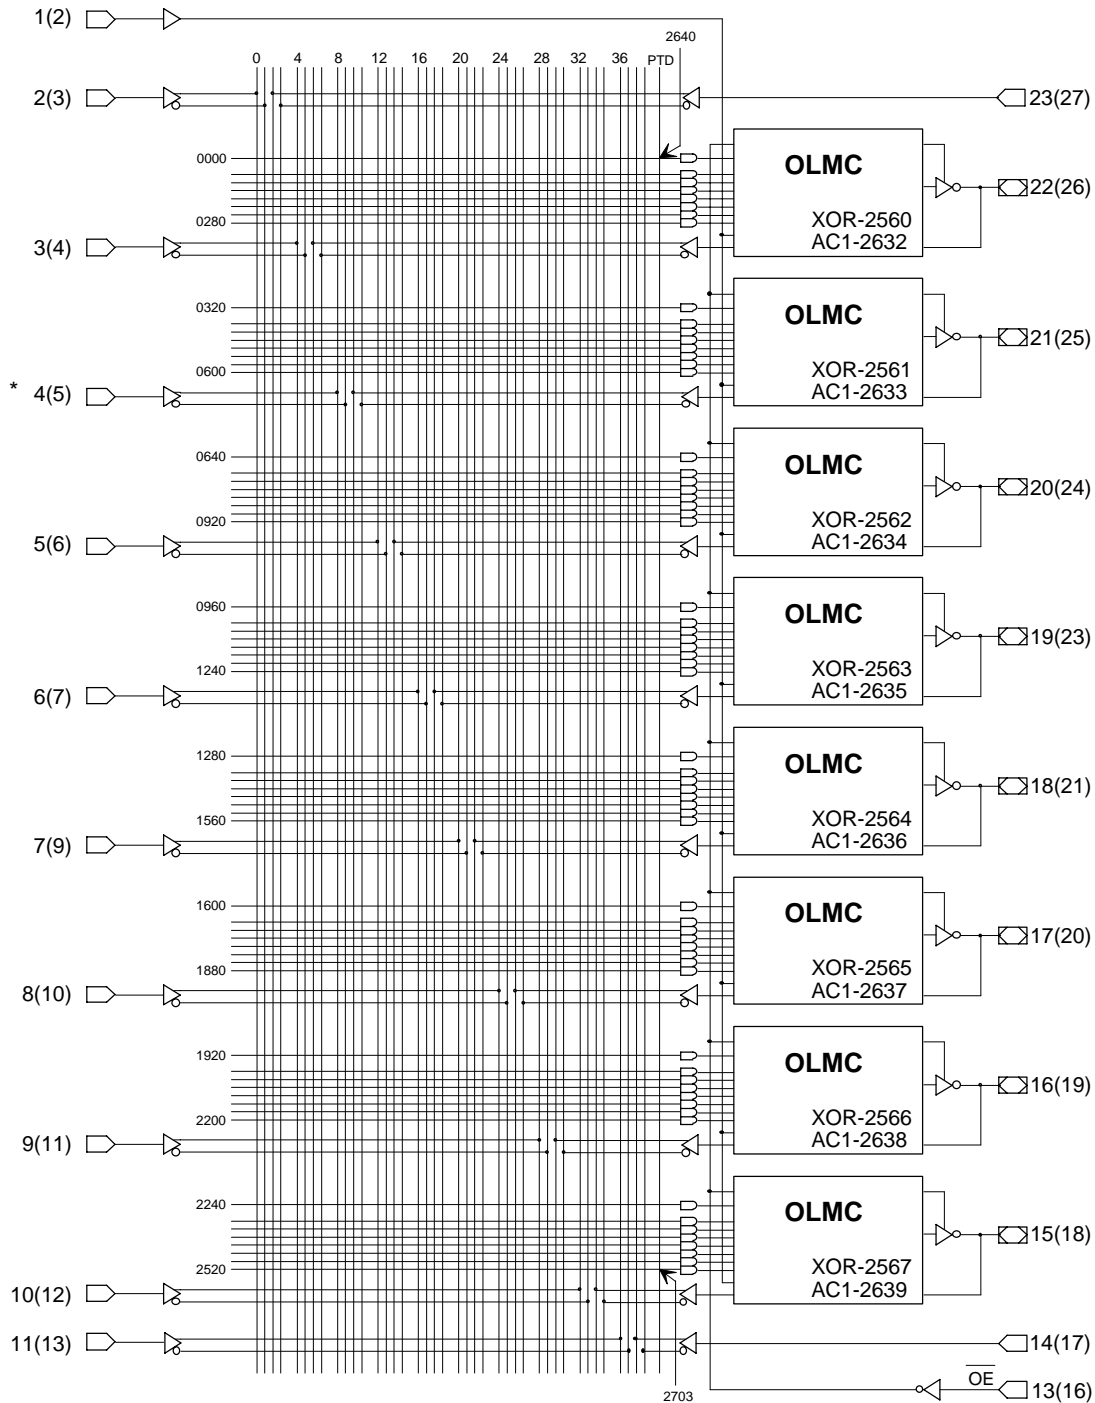 1(2)
2640
0 4 8 12 16 20 24 28 32 36 PTD
2(3)
23(27)
0000
OLMC
22(26)
XOR-2560
0280
AC1-2632
3(4)
0320
OLMC
21(25)
XOR-2561
0600
AC1-2633
* 4(5)
0640
OLMC
20(24)
XOR-2562
0920
AC1-2634
5(6)
0960
OLMC
19(23)
XOR-2563
1240
AC1-2635
6(7)
1280
OLMC
18(21)
XOR-2564
1560
AC1-2636
7(9)
1600
OLMC
17(20)
XOR-2565
1880
AC1-2637
8(10)
1920
OLMC
16(19)
XOR-2566
2200
AC1-2638
9(11)
2240
OLMC
15(18)
XOR-2567
2520
AC1-2639
10(12)
11(13)
14(17)
OE
13(16)
2703